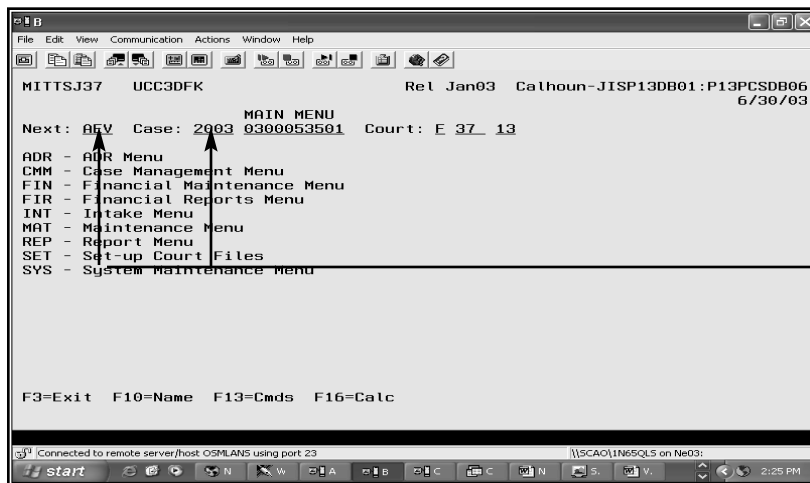 B
File Edit View Communication Actions Window Help
MITTSJ37 UCC3DFK Rel Jan03 Calhoun-JISP13DB01:P13PCSDB06
6/30/03
MAIN MENU
Next: AEV Case: 2003 0300053501 Court: F 37 13
ADR - ADR Menu
CMM - Case Management Menu
FIN - Financial Maintenance Menu
FIR - Financial Reports Menu
INT - Intake Menu
MAT - Maintenance Menu
REP - Report Menu
SET - Set-up Court Files
SYS - System Maintenance Menu
F3=Exit F10=Name F13=Cmds F16=Calc
Connected to remote server/host OSMLANS using port 23 \\SCAO\1N65QLS on Ne03:
start N W A B C C N S. V. 2:25 PM